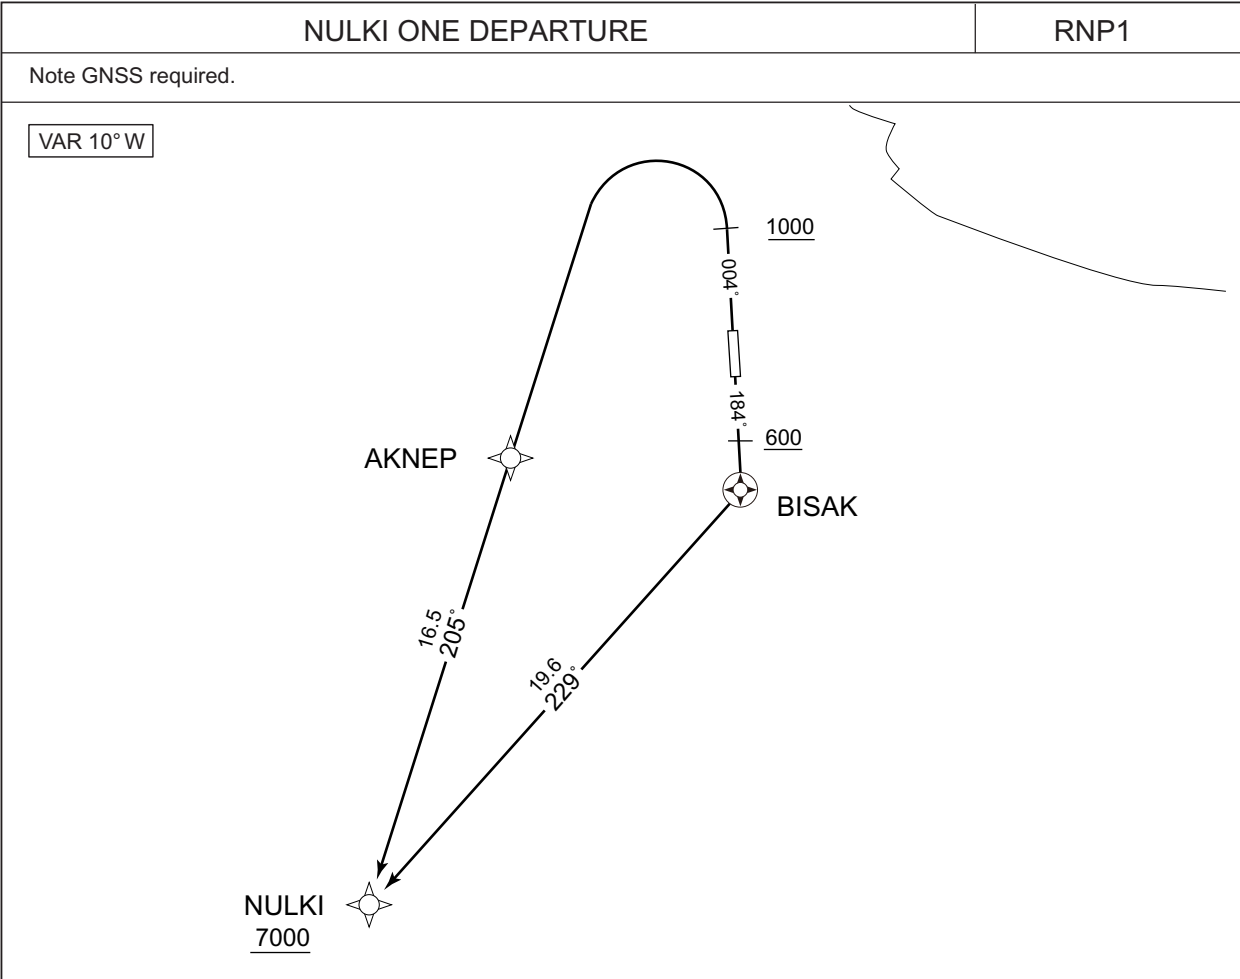 NULKI ONE DEPARTURE
RNP1
Note GNSS required.
VAR 10° W
1000
004°
184°
600
AKNEP
BISAK
16.5
205°
19.6
229°
NULKI
7000